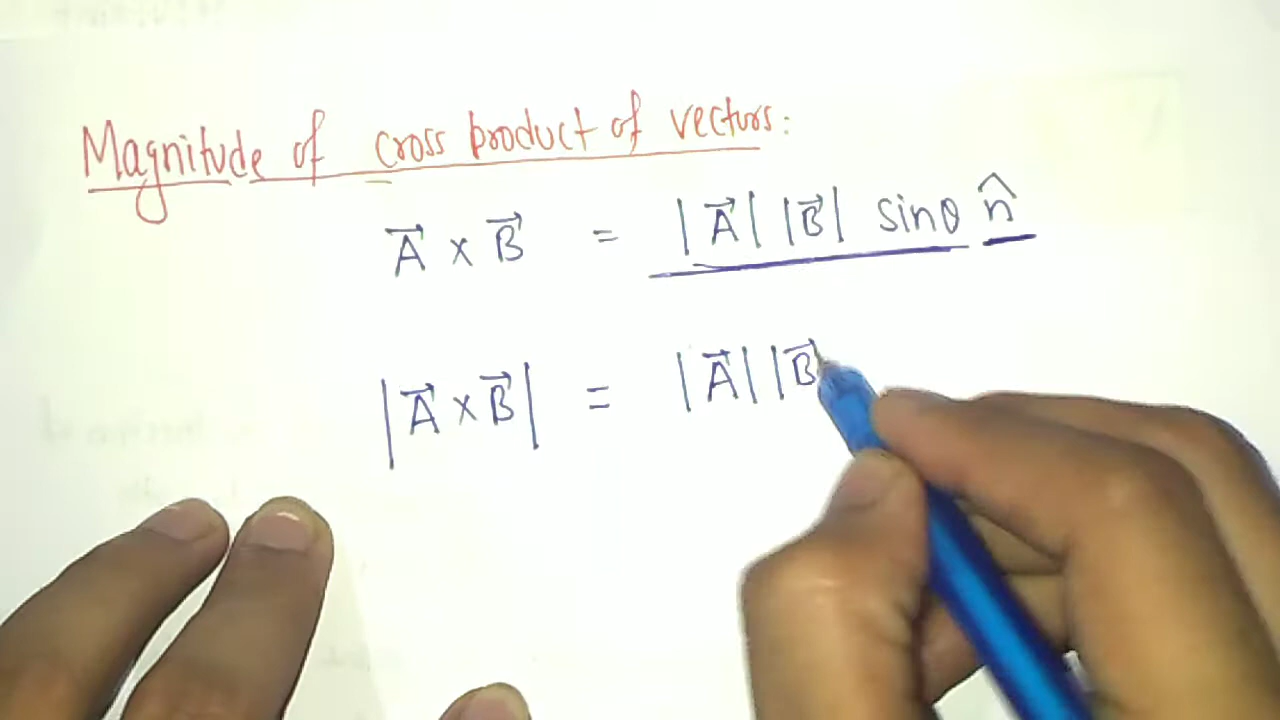 Magnitude of cross product of vectors:
A⃗ × B⃗ = |A⃗| |B⃗| sinθ n̂
|A⃗ × B⃗| = |A⃗| |B⃗